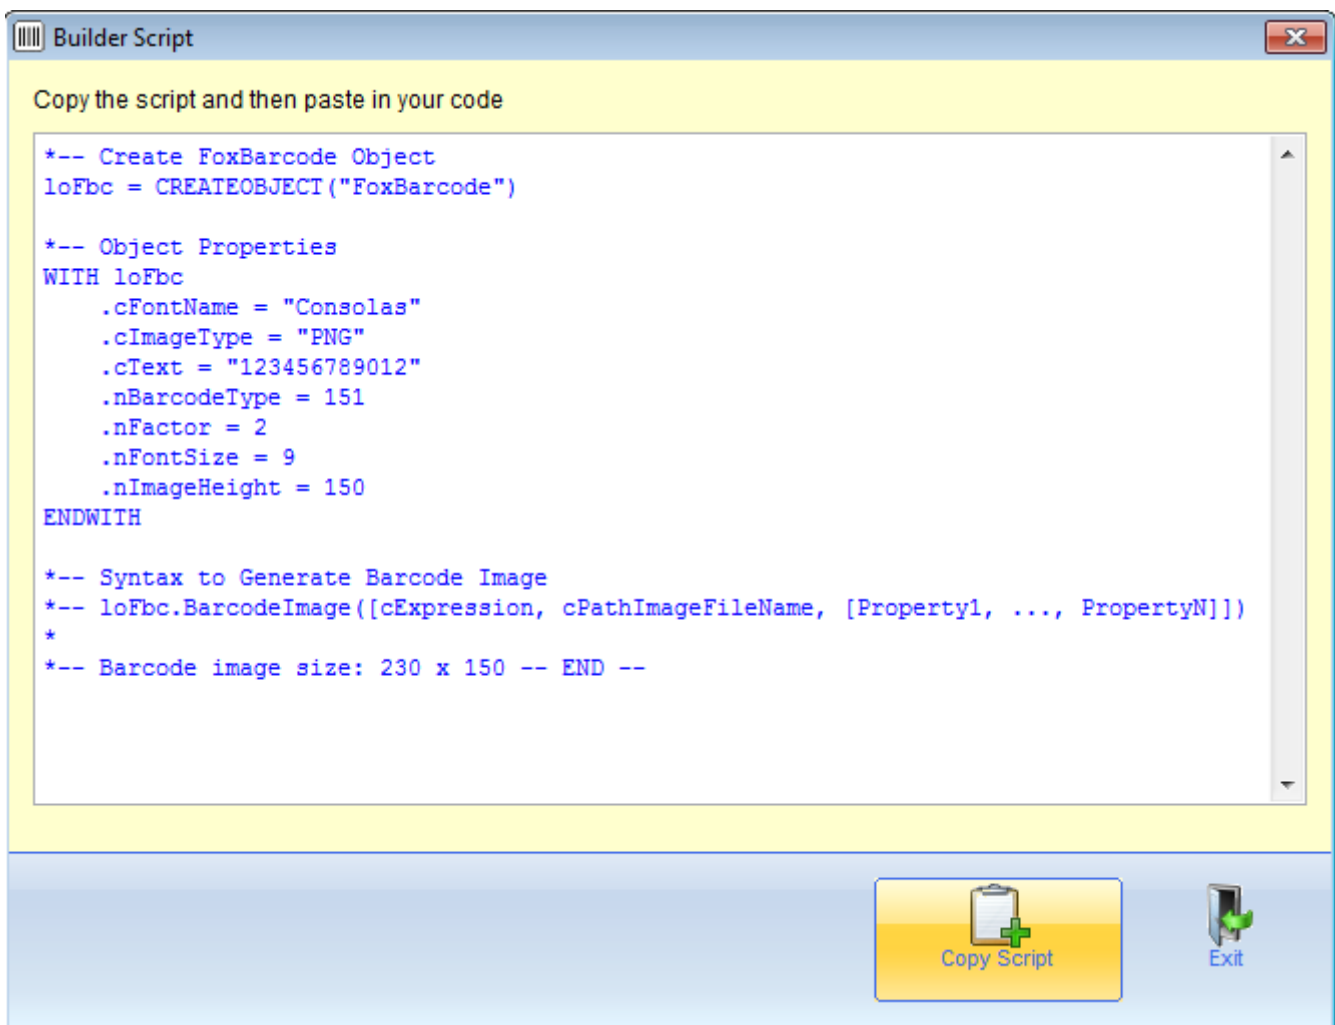 Builder Script
Copy the script and then paste in your code
*-- Create FoxBarcode Object
loFbc = CREATEOBJECT("FoxBarcode")
*-- Object Properties
WITH loFbc
    .cFontName = "Consolas"
    .cImageType = "PNG"
    .cText = "123456789012"
    .nBarcodeType = 151
    .nFactor = 2
    .nFontSize = 9
    .nImageHeight = 150
ENDWITH
*-- Syntax to Generate Barcode Image
*-- loFbc.BarcodeImage([cExpression, cPathImageFileName, [Property1, ..., PropertyN]])
*
*-- Barcode image size: 230 x 150 -- END --
Copy Script
Exit